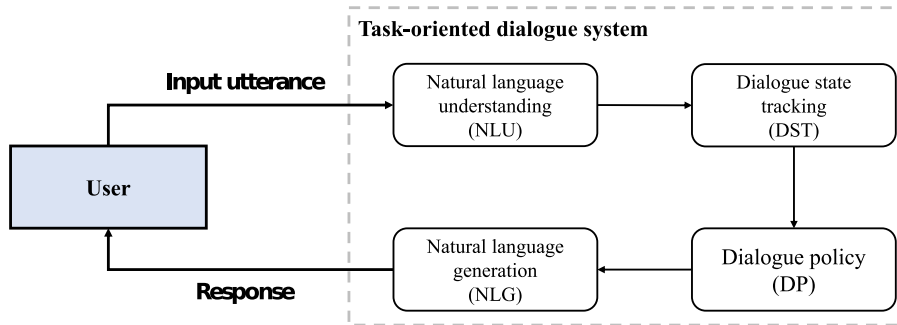 Task-oriented dialogue system
Input utterance
Natural language
understanding
(NLU)
Dialogue state
tracking
(DST)
User
Natural language
generation
(NLG)
Dialogue policy
(DP)
Response